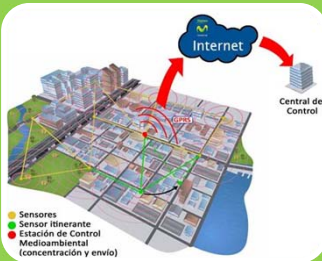 Internet
Central de
Control
GPRS
Sensores
Sensor itinerante
Estación de Control
Medioambiental
(concentración y envío)